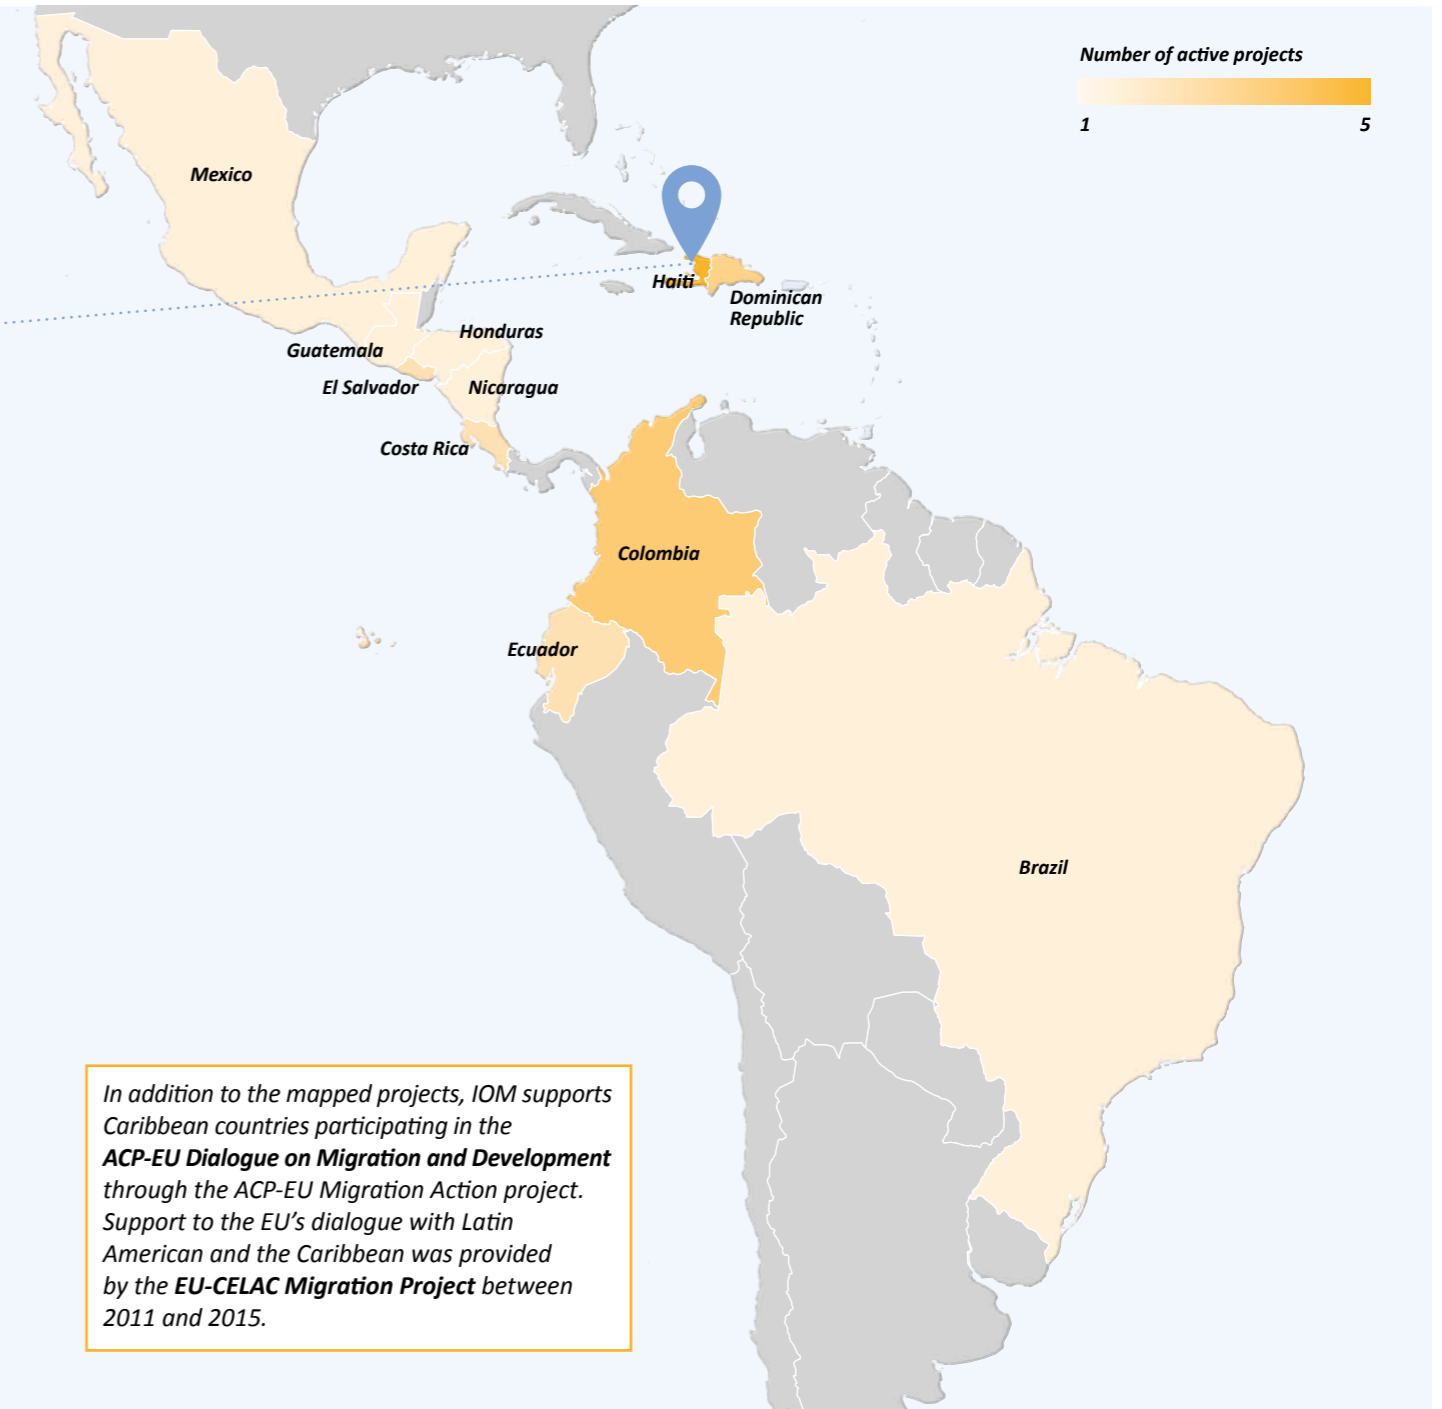 Number of active projects
1 5
Mexico
Haiti
Dominican
Republic
Honduras
Guatemala
El Salvador
Nicaragua
Costa Rica
Colombia
Ecuador
Brazil
In addition to the mapped projects, IOM supports
Caribbean countries participating in the
ACP-EU Dialogue on Migration and Development
through the ACP-EU Migration Action project.
Support to the EU’s dialogue with Latin
American and the Caribbean was provided
by the EU-CELAC Migration Project between
2011 and 2015.